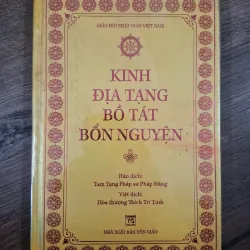 GIÁO HỘI PHẬT GIÁO VIỆT NAM
KINH
ĐỊA TẠNG
BỒ TÁT
BỔN NGUYỆN
Hán dịch:
Tam Tạng Pháp sư Pháp Đăng
Việt dịch:
Hòa thượng Thích Trí Tịnh
NHÀ XUẤT BẢN TÔN GIÁO